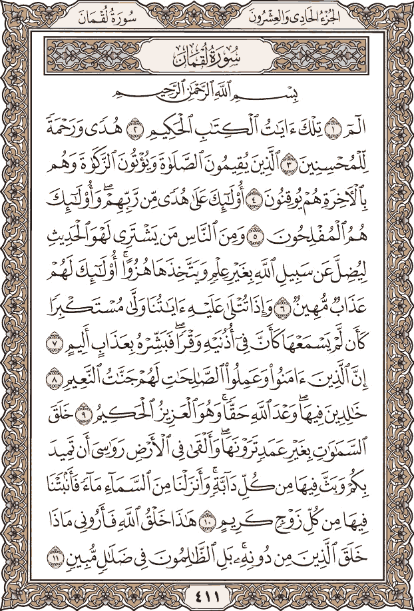 الجزء الحادي والعشرون سورة لقمان
سورة لقمان
بِسْمِ اللَّهِ الرَّحْمَٰنِ الرَّحِيمِ
الٓمٓ ١ تِلْكَ ءَايَٰتُ ٱلْكِتَٰبِ ٱلْحَكِيمِ ٢ هُدًى وَرَحْمَةً
لِّلْمُحْسِنِينَ ٣ ٱلَّذِينَ يُقِيمُونَ ٱلصَّلَوٰةَ وَيُؤْتُونَ ٱلزَّكَوٰةَ وَهُم
بِٱلْءَاخِرَةِ هُمْ يُوقِنُونَ ٤ أُو۟لَٰٓئِكَ عَلَىٰ هُدًى مِّن رَّبِّهِمْ ۖ وَأُو۟لَٰٓئِكَ
هُمُ ٱلْمُفْلِحُونَ ٥ وَمِنَ ٱلنَّاسِ مَن يَشْتَرِى لَهْوَ ٱلْحَدِيثِ
لِيُضِلَّ عَن سَبِيلِ ٱللَّهِ بِغَيْرِ عِلْمٍ وَيَتَّخِذَهَا هُزُوًا ۚ أُو۟لَٰٓئِكَ لَهُمْ
عَذَابٌ مُّهِينٌ ٦ وَإِذَا تُتْلَىٰ عَلَيْهِ ءَايَٰتُنَا وَلَّىٰ مُسْتَكْبِرًا
كَأَن لَّمْ يَسْمَعْهَا كَأَنَّ فِىٓ أُذُنَيْهِ وَقْرًا ۖ فَبَشِّرْهُ بِعَذَابٍ أَلِيمٍ ٧
إِنَّ ٱلَّذِينَ ءَامَنُوا۟ وَعَمِلُوا۟ ٱلصَّٰلِحَٰتِ لَهُمْ جَنَّٰتُ ٱلنَّعِيمِ ٨
خَٰلِدِينَ فِيهَا ۖ وَعْدَ ٱللَّهِ حَقًّا ۚ وَهُوَ ٱلْعَزِيزُ ٱلْحَكِيمُ ٩ خَلَقَ
ٱلسَّمَٰوَٰتِ بِغَيْرِ عَمَدٍ تَرَوْنَهَا ۖ وَأَلْقَىٰ فِى ٱلْأَرْضِ رَوَٰسِىَ أَن تَمِيدَ
بِكُمْ وَبَثَّ فِيهَا مِن كُلِّ دَآبَّةٍ ۚ وَأَنزَلْنَا مِنَ ٱلسَّمَآءِ مَآءً فَأَنۢبَتْنَا
فِيهَا مِن كُلِّ زَوْجٍ كَرِيمٍ ١٠ هَٰذَا خَلْقُ ٱللَّهِ فَأَرُونِى مَاذَا
خَلَقَ ٱلَّذِينَ مِن دُونِهِۦ ۚ بَلِ ٱلظَّٰلِمُونَ فِى ضَلَٰلٍ مُّبِينٍ ١١
٤١١